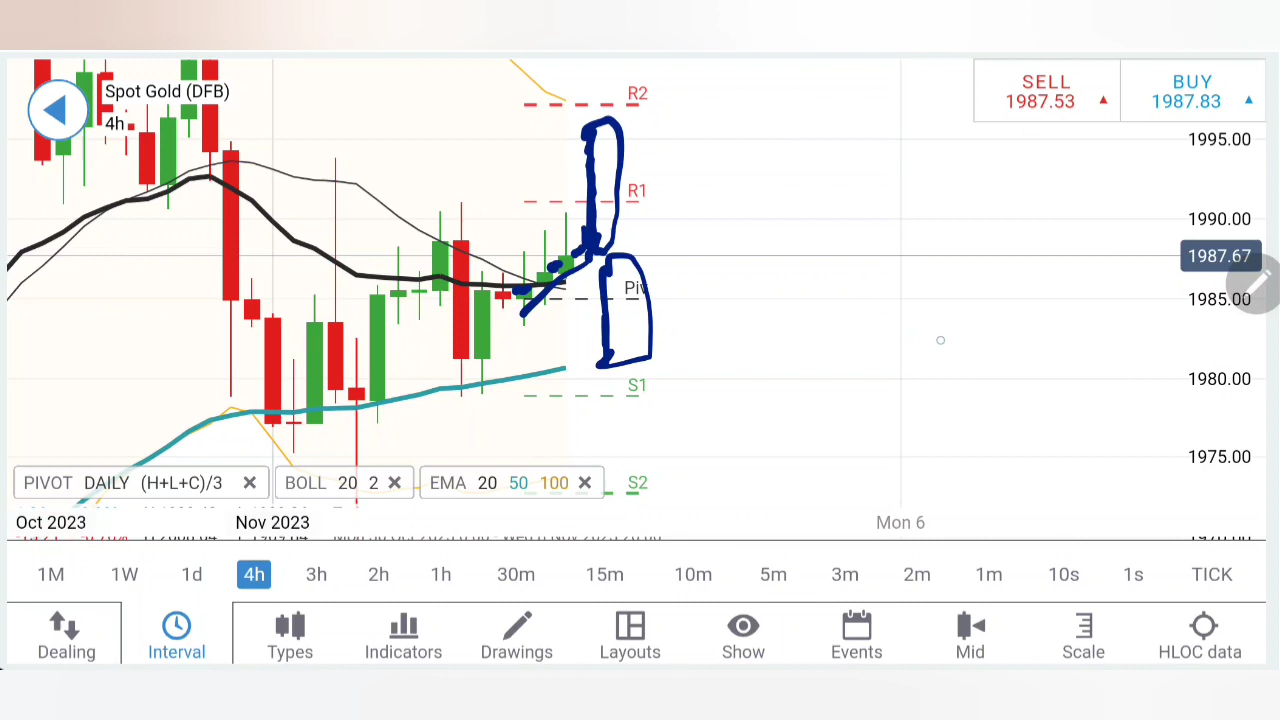 R2
SELL
1987.53
BUY
1987.83
Spot Gold (DFB)
4h
1995.00
R1
1990.00
1987.67
Piv
1985.00
1980.00
S1
1975.00
PIVOT DAILY (H+L+C)/3
BOLL 20 2
EMA 20 50 100
S2
Oct 2023
Nov 2023
Mon 6
1M 1W 1d 4h 3h 2h 1h 30m 15m 10m 5m 3m 2m 1m 10s 1s TICK
Dealing Interval Types Indicators Drawings Layouts Show Events Mid Scale HLOC data